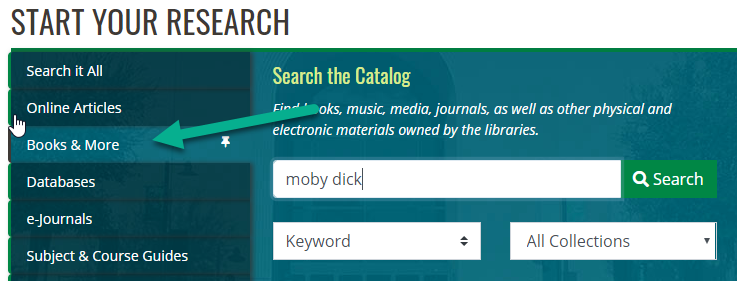 START YOUR RESEARCH
Search it All
Online Articles
Books & More
Databases
e-Journals
Subject & Course Guides
Search the Catalog
Find books, music, media, journals, as well as other physical and
electronic materials owned by the libraries.
moby dick
Search
Keyword
All Collections